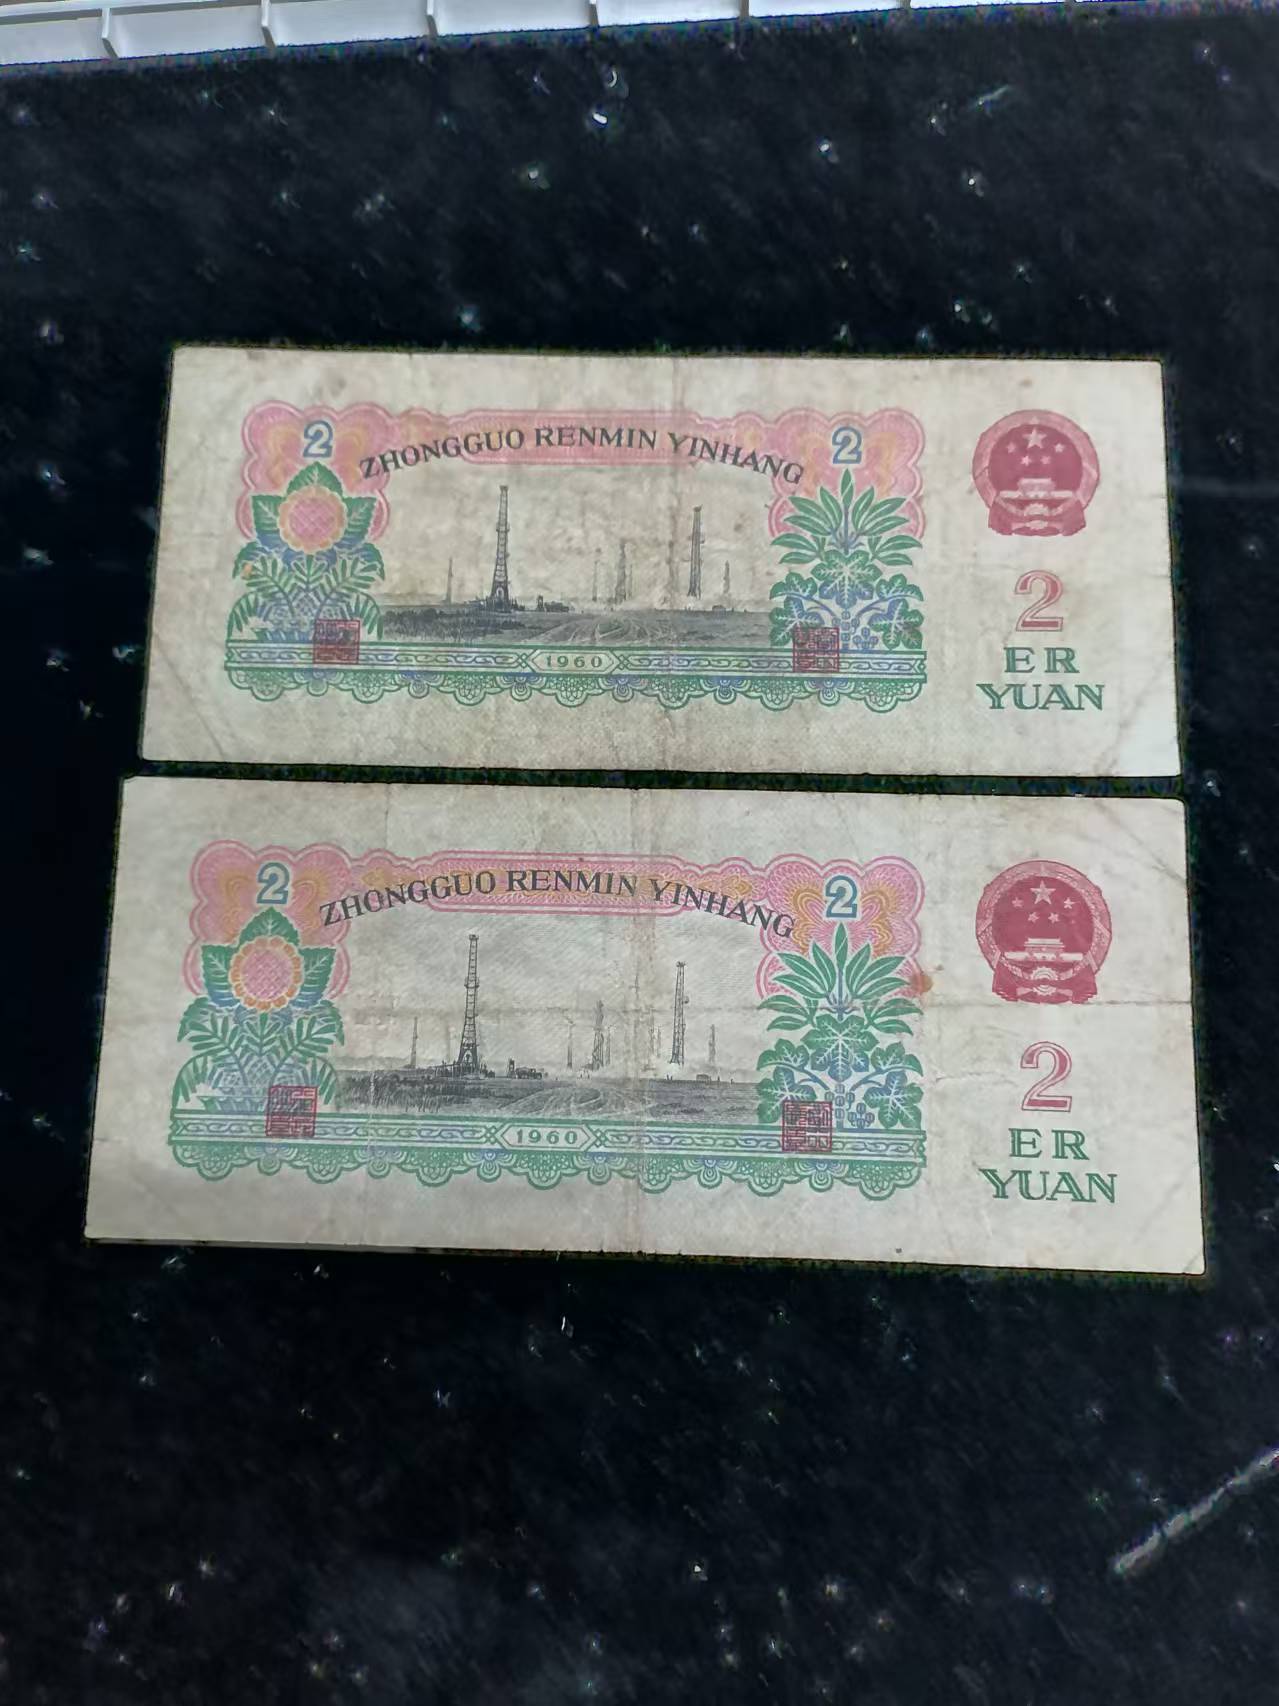 2 ZHONGGUO RENMIN YINHANG 2
1960
2
ER
YUAN
2 ZHONGGUO RENMIN YINHANG 2
1960
2
ER
YUAN